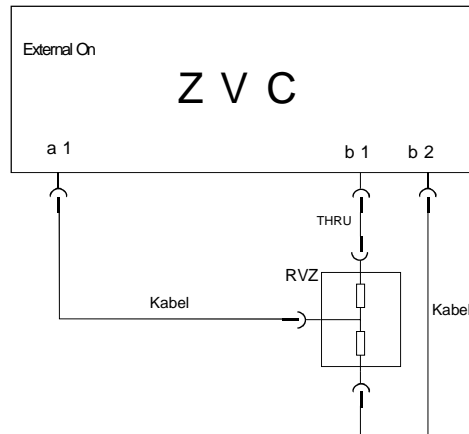 External On
Z V C
a 1
b 1
b 2
THRU
RVZ
Kabel
Kabel